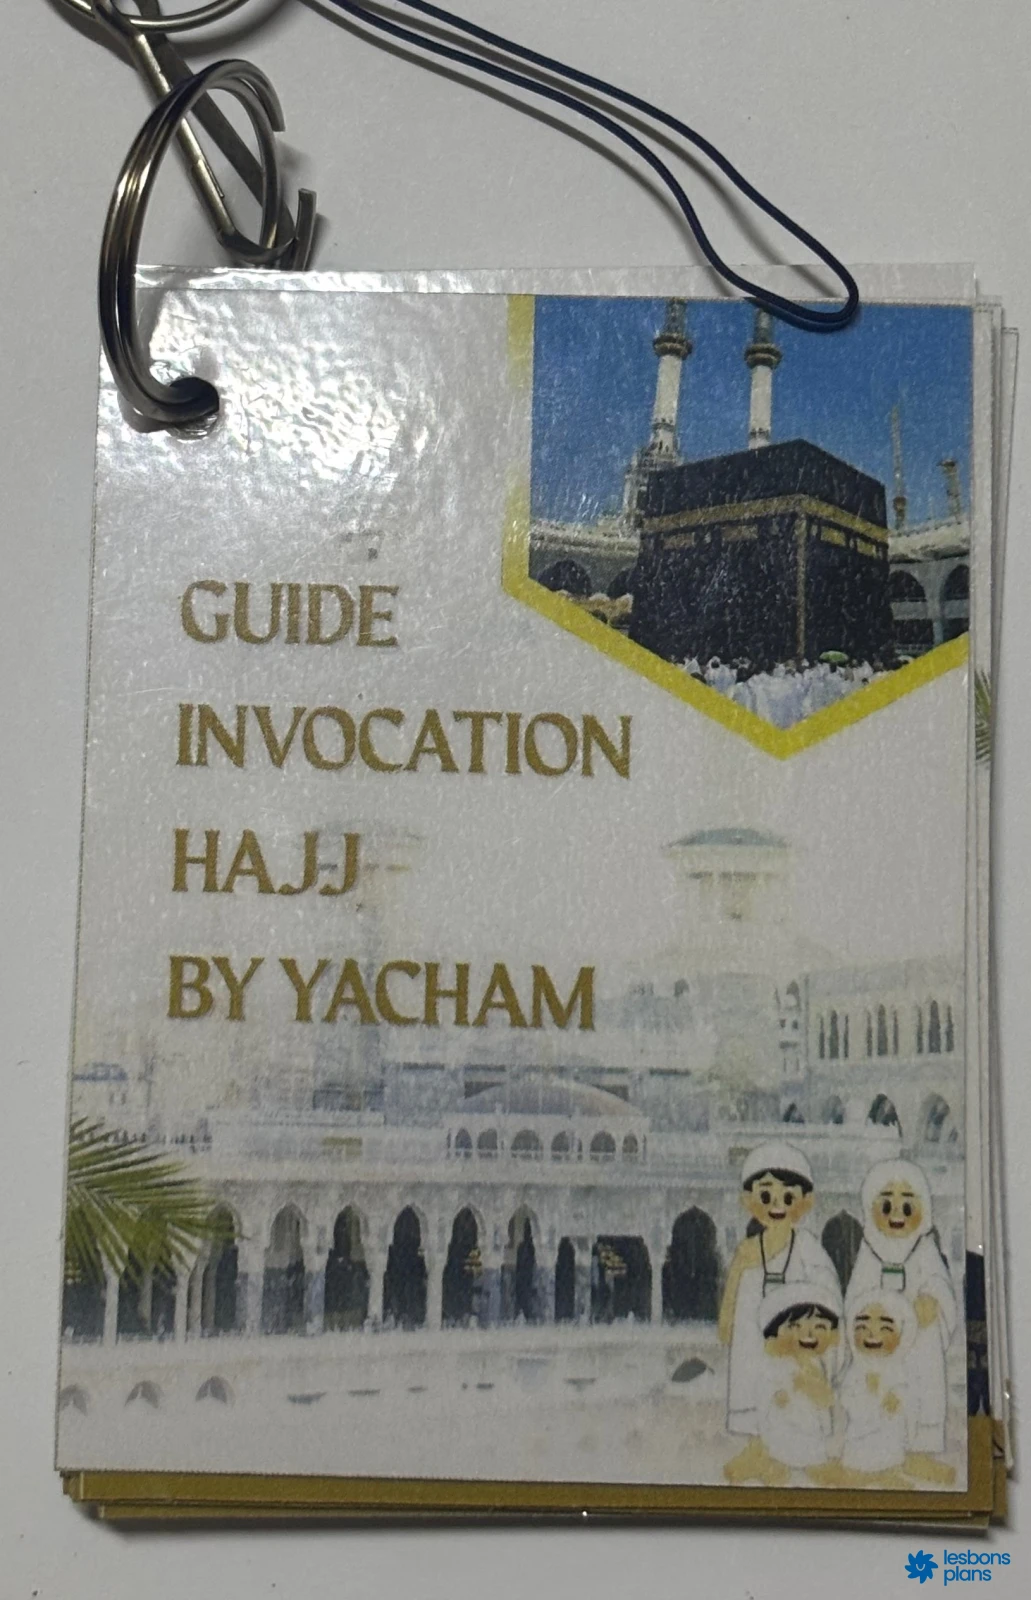 GUIDE
INVOCATION
HAJJ
BY YACHAM
lesbons
plans